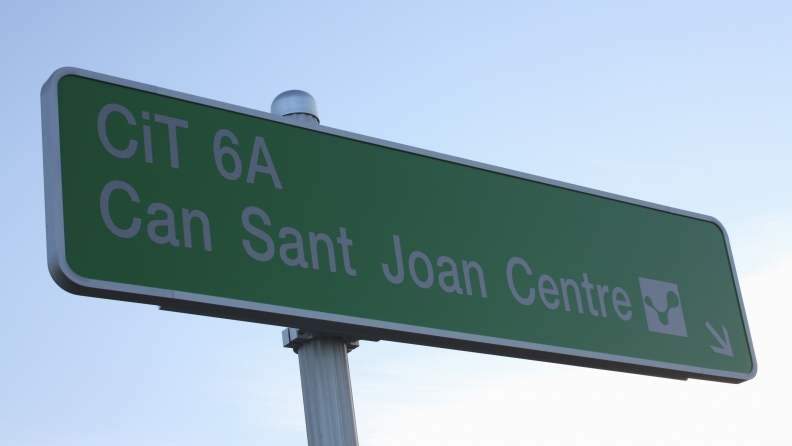 CiT 6A
Can Sant Joan Centre